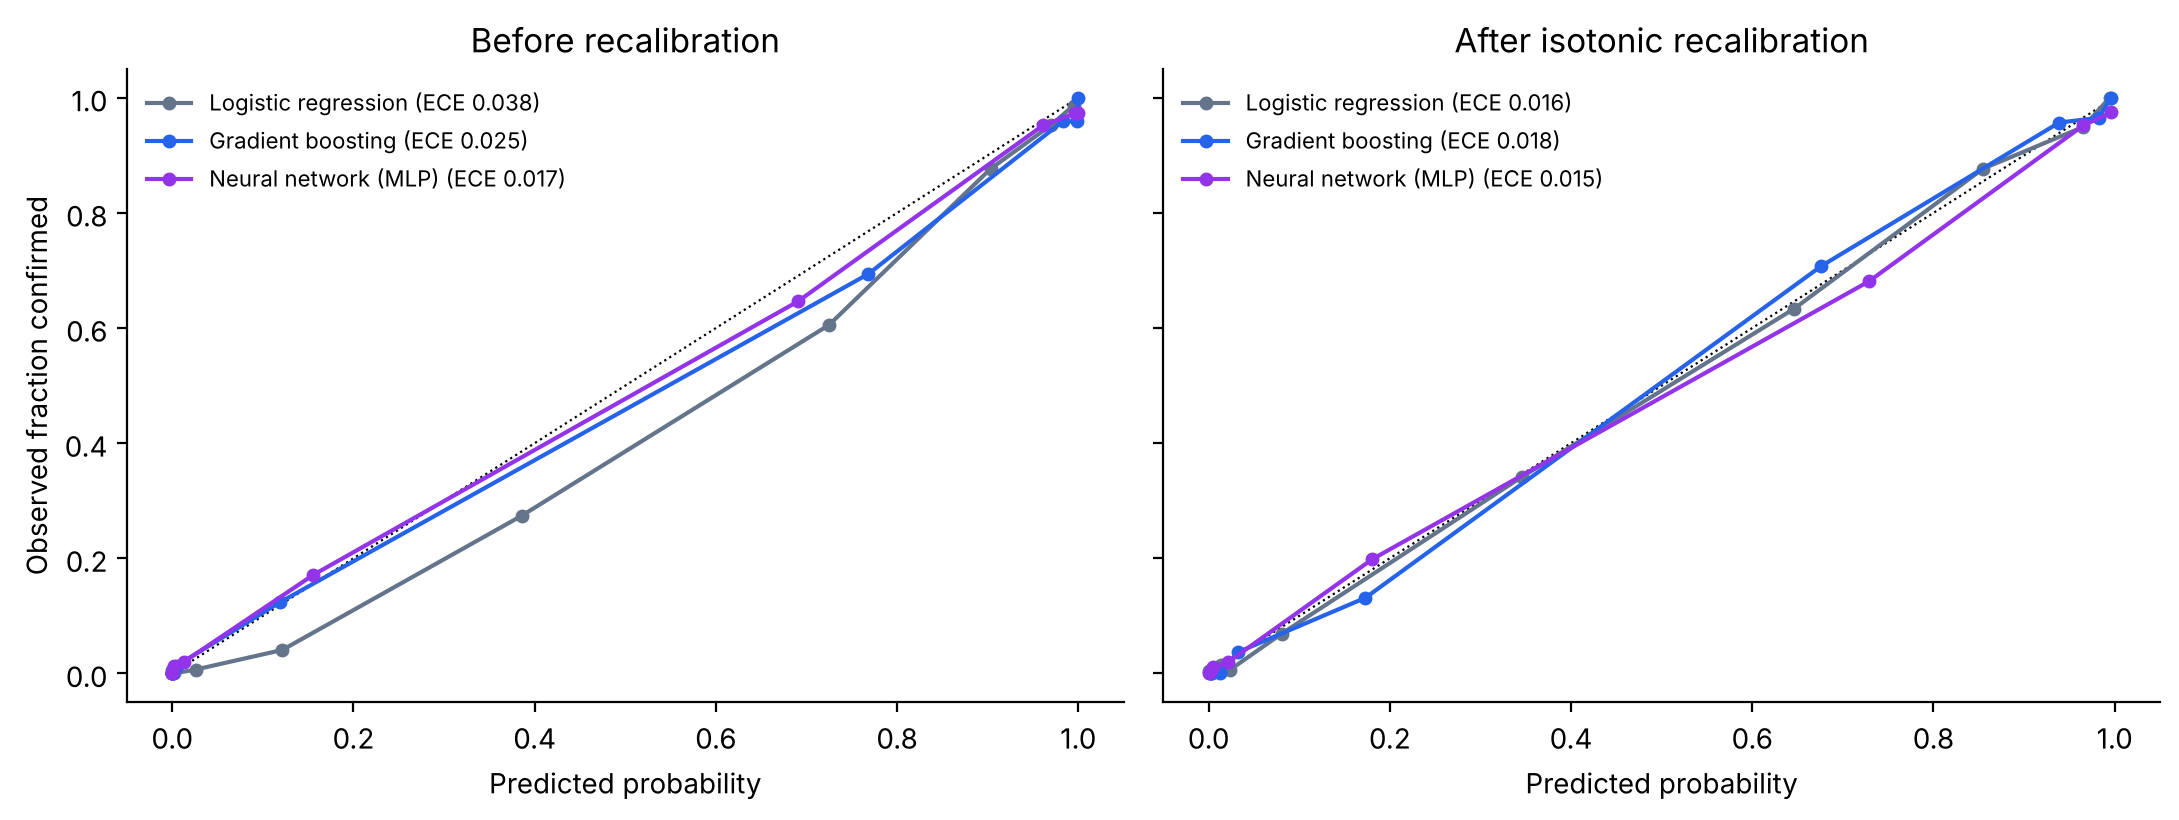 Before recalibration
Logistic regression (ECE 0.038)
Gradient boosting (ECE 0.025)
Neural network (MLP) (ECE 0.017)
Observed fraction confirmed
1.0
0.8
0.6
0.4
0.2
0.0
0.0 0.2 0.4 0.6 0.8 1.0
Predicted probability
After isotonic recalibration
Logistic regression (ECE 0.016)
Gradient boosting (ECE 0.018)
Neural network (MLP) (ECE 0.015)
0.0 0.2 0.4 0.6 0.8 1.0
Predicted probability